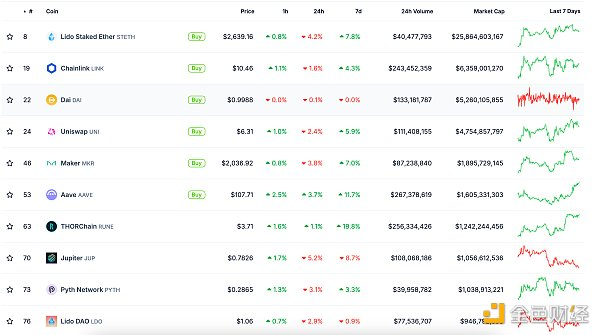 # Coin Price 1h 24h 7d 24h Volume Market Cap Last 7 Days
8 Lido Staked Ether STETH Buy $2,639.16 0.8% 4.2% 7.8% $40,477,793 $25,864,603,167
19 Chainlink LINK Buy $10.46 1.1% 1.6% 4.3% $243,452,359 $6,359,001,270
22 Dai DAI Buy $0.9988 0.0% 0.1% 0.0% $133,181,787 $5,260,105,855
24 Uniswap UNI Buy $6.31 1.0% 2.4% 5.9% $111,408,155 $4,754,857,797
46 Maker MKR Buy $2,036.92 0.8% 3.8% 7.0% $87,238,840 $1,895,729,145
53 Aave AAVE Buy $107.71 2.5% 3.7% 11.7% $267,378,619 $1,605,331,303
63 THORChain RUNE $3.71 1.6% 1.1% 19.8% $256,334,426 $1,242,244,456
70 Jupiter JUP $0.7826 1.7% 5.2% 8.7% $108,068,186 $1,056,612,536
73 Pyth Network PYTH $0.2865 1.3% 3.1% 3.3% $39,958,782 $1,038,913,221
76 Lido DAO LDO $1.06 0.7% 2.9% 0.9% $77,536,707
金色财经